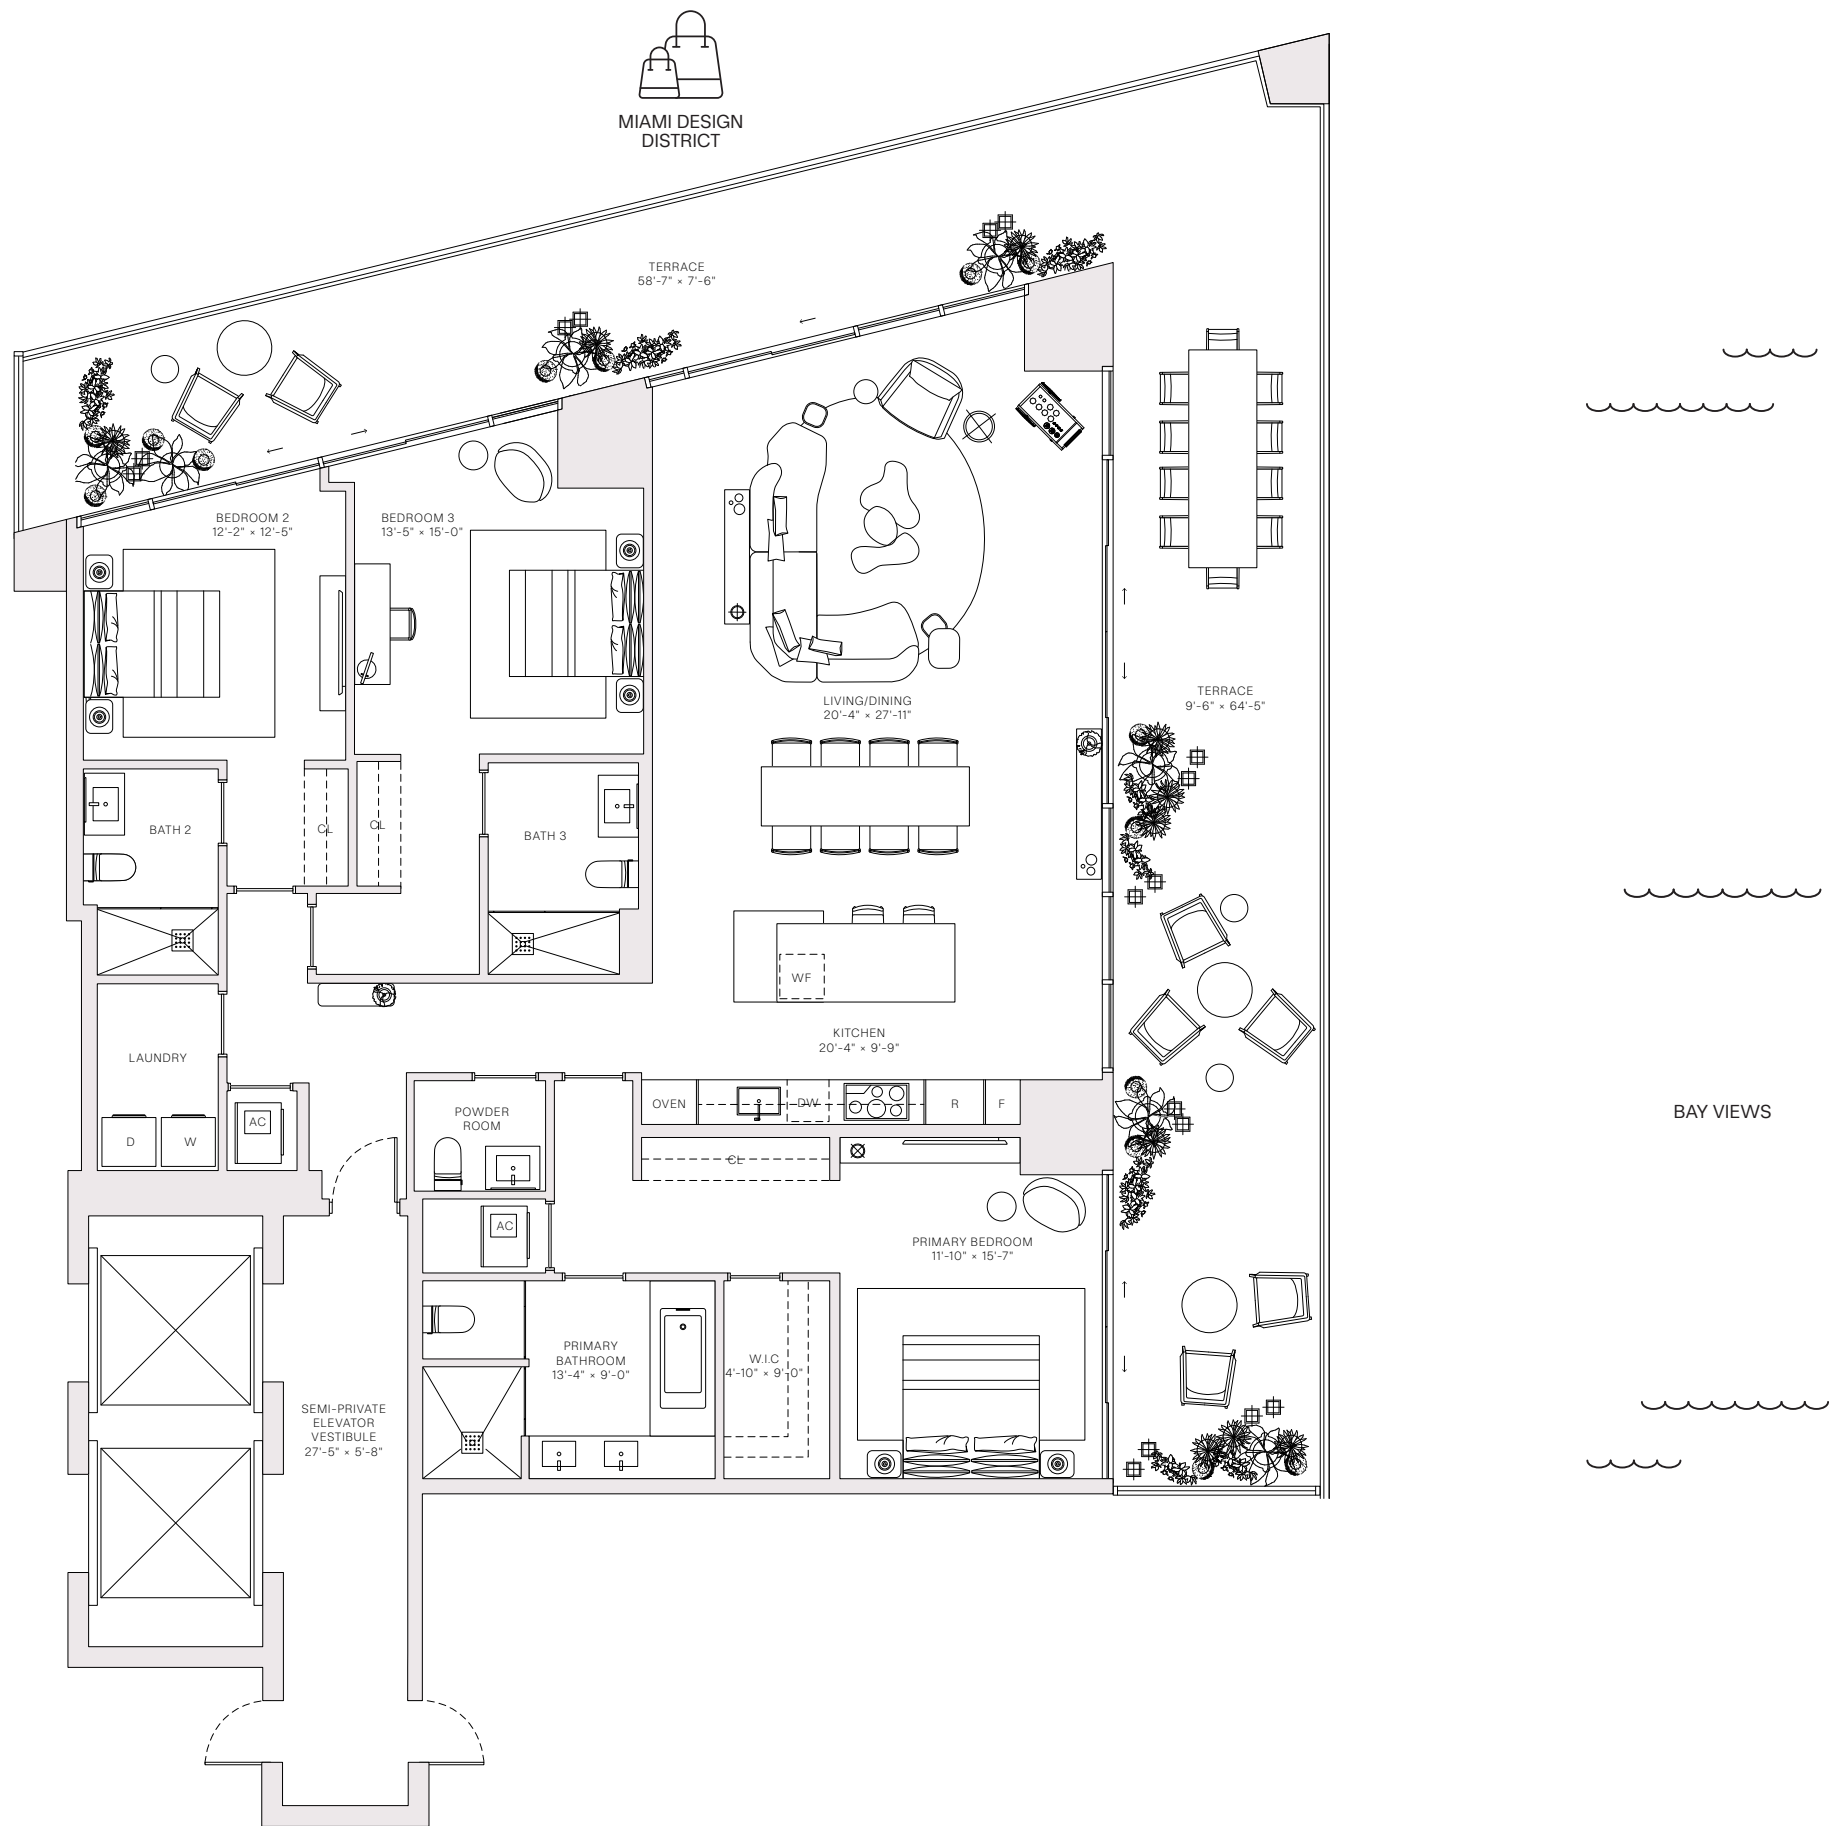 MIAMI DESIGN
DISTRICT
TERRACE
58'-7" × 7'-6"
BEDROOM 2
12'-2" × 12'-5"
BEDROOM 3
13'-5" × 15'-0"
LIVING/DINING
20'-4" × 27'-11"
TERRACE
9'-6" × 64'-5"
BATH 2
CL
CL
BATH 3
WF
KITCHEN
20'-4" × 9'-9"
LAUNDRY
D
W
AC
POWDER
ROOM
OVEN
DW
R
F
BAY VIEWS
CL
AC
PRIMARY BEDROOM
11'-10" × 15'-7"
PRIMARY
BATHROOM
13'-4" × 9'-0"
W.I.C
4'-10" × 9'-0"
SEMI-PRIVATE
ELEVATOR
VESTIBULE
27'-5" × 5'-8"